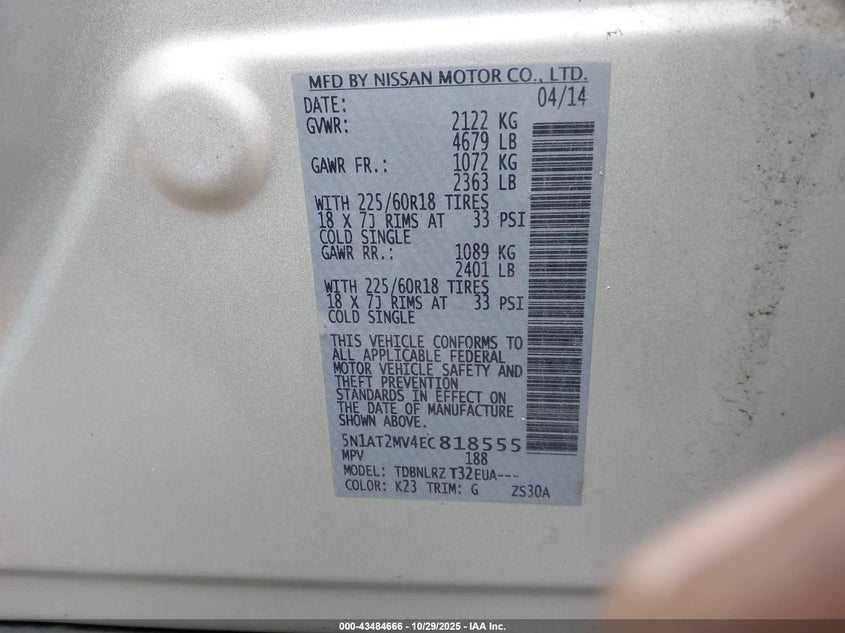 MFD BY NISSAN MOTOR CO., LTD.
DATE: 04/14
GVWR: 2122 KG
4679 LB
GAWR FR.: 1072 KG
2363 LB
WITH 225/60R18 TIRES
18 X 7J RIMS AT 33 PSI
COLD SINGLE
GAWR RR.: 1089 KG
2401 LB
WITH 225/60R18 TIRES
18 X 7J RIMS AT 33 PSI
COLD SINGLE
THIS VEHICLE CONFORMS TO
ALL APPLICABLE FEDERAL
MOTOR VEHICLE SAFETY AND
THEFT PREVENTION
STANDARDS IN EFFECT ON
THE DATE OF MANUFACTURE
SHOWN ABOVE.
5N1AT2MV4EC818555
MPV 188
MODEL: TDBNLRZ T32EUA---
COLOR: K23 TRIM: G ZS30A
000-43484666 - 10/29/2025 - IAA Inc.